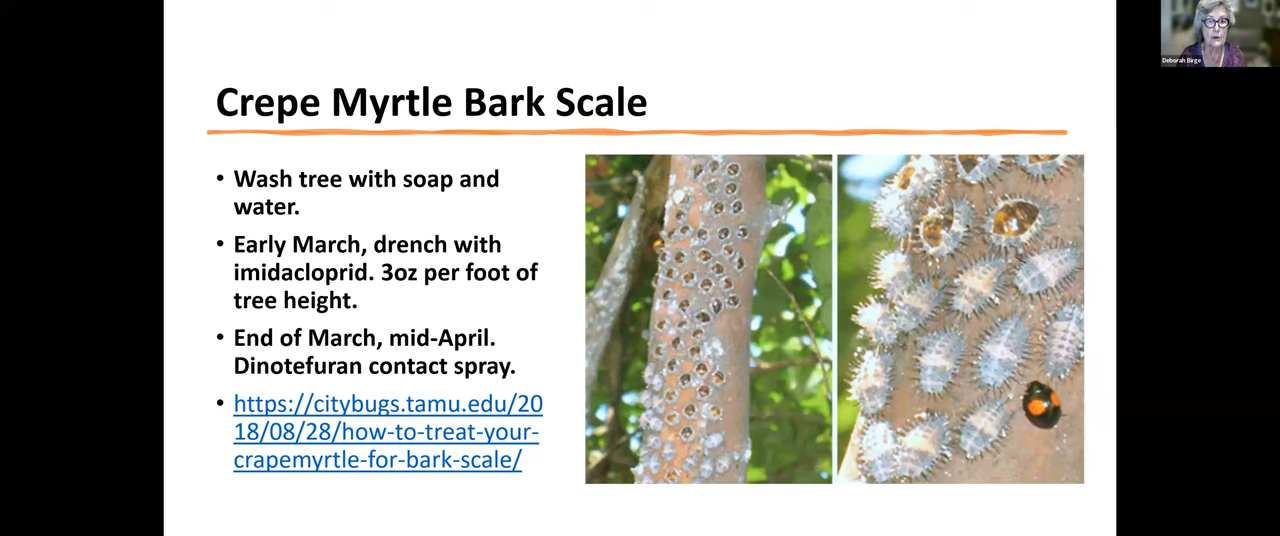 Deborah Birge
Crepe Myrtle Bark Scale
• Wash tree with soap and
water.
• Early March, drench with
imidacloprid. 3oz per foot of
tree height.
• End of March, mid-April.
Dinotefuran contact spray.
• https://citybugs.tamu.edu/20
18/08/28/how-to-treat-your-
crapemyrtle-for-bark-scale/